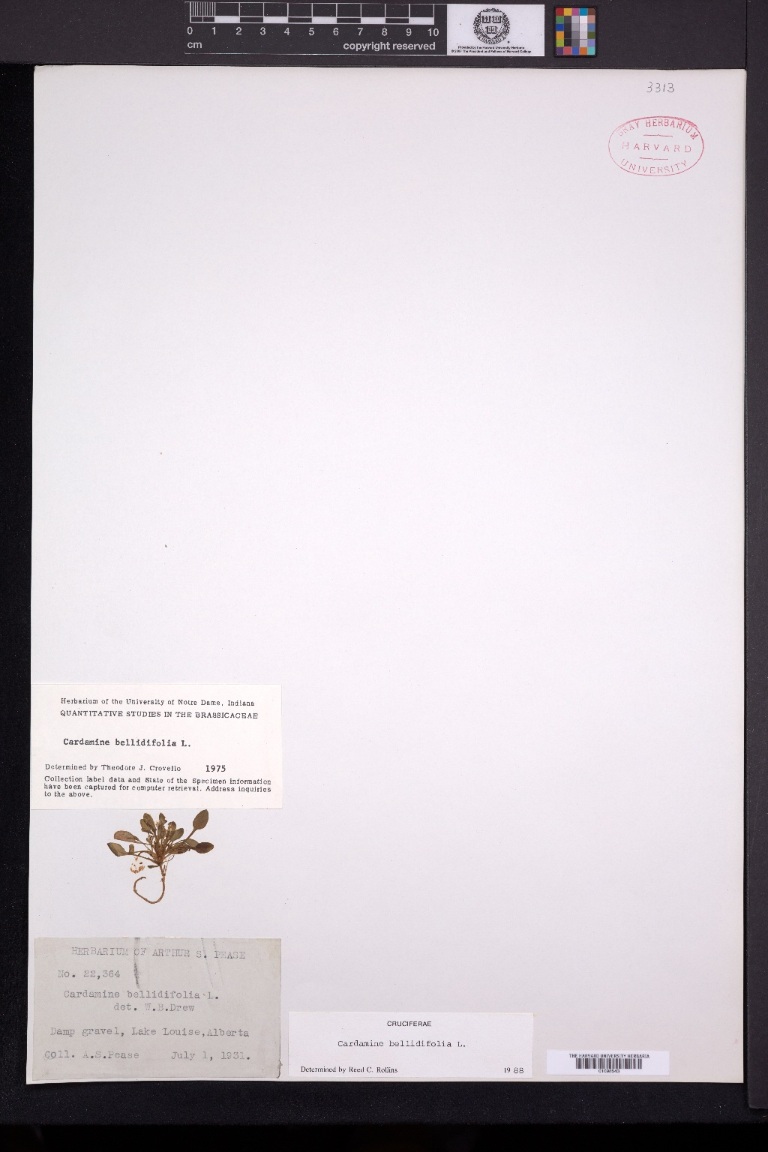 0 1 2 3 4 5 6 7 8 9 10
cm
copyright reserved
3313
GRAY HERBARIUM
HARVARD
UNIVERSITY
Herbarium of the University of Notre Dame, Indiana
QUANTITATIVE STUDIES IN THE BRASSICACEAE
Cardamine bellidifolia L.
Determined by Theodore J. Crovello 1975
Collection label data and State of the Specimen information
have been captured for computer retrieval. Address inquiries
to the above.
HERBARIUM OF ARTHUR S. PEASE
No. 22,364
Cardamine bellidifolia L.
det. W.B.Drew
Damp gravel, Lake Louise, Alberta
coll. A.S.Pease July 1, 1931.
CRUCIFERAE
Cardamine bellidifolia L.
Determined by Reed C. Rollins 1988
THE HARVARD UNIVERSITY HERBARIA